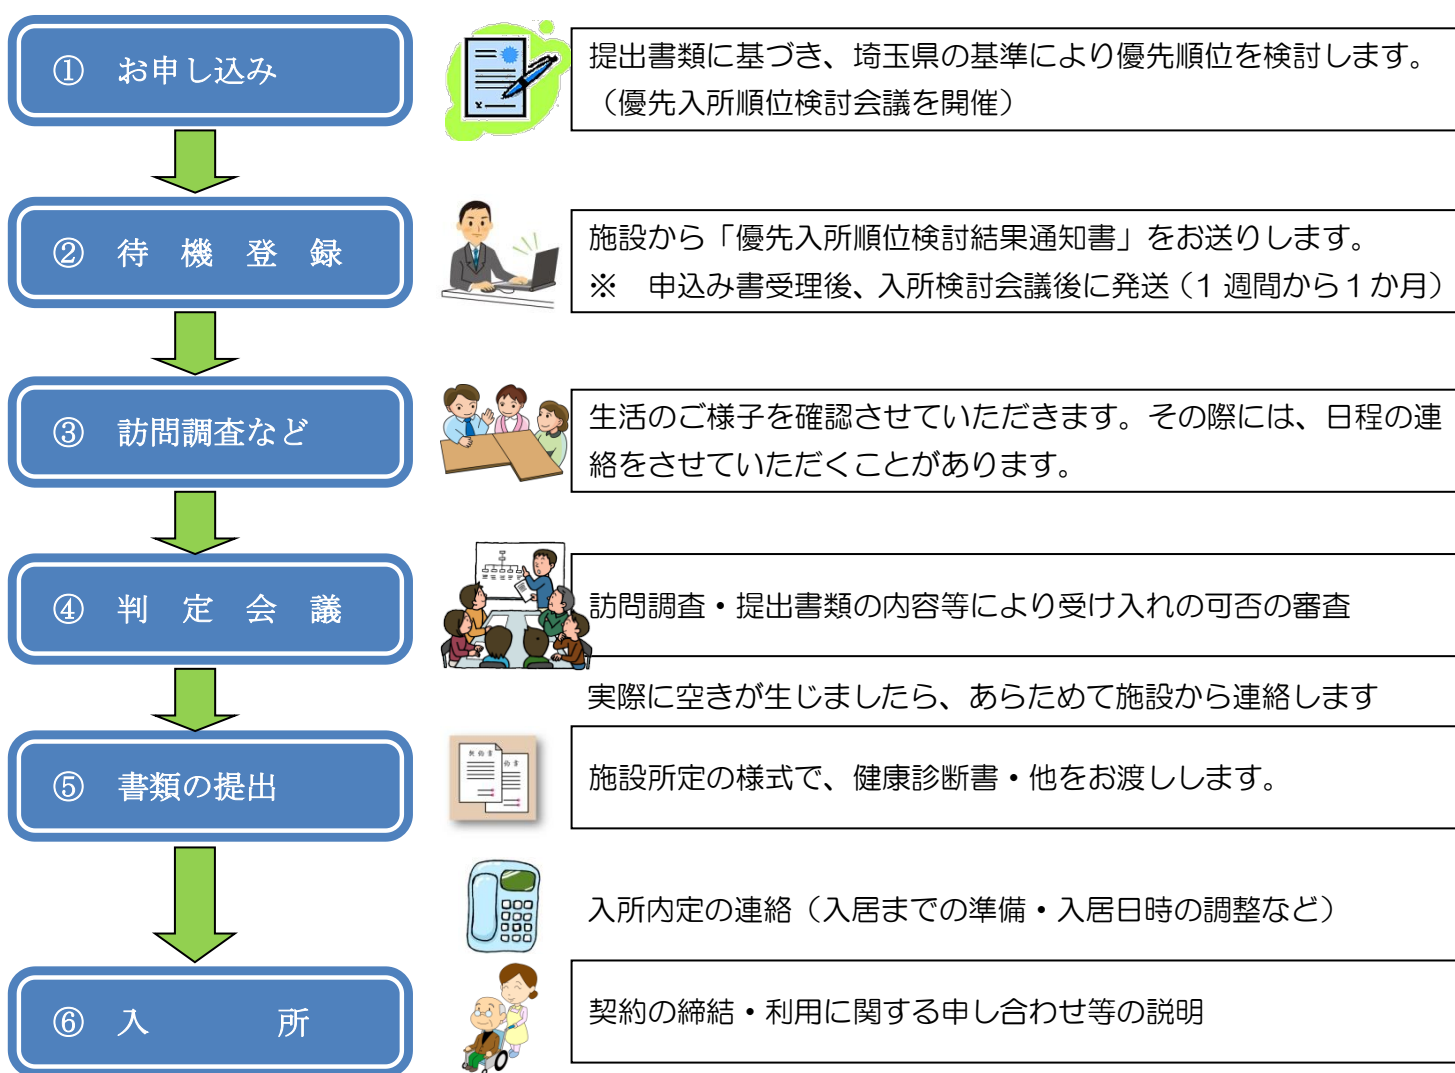 ① お申し込み
提出書類に基づき、埼玉県の基準により優先順位を検討します。
（優先入所順位検討会議を開催）
② 待 機 登 録
施設から「優先入所順位検討結果通知書」をお送りします。
※ 申込み書受理後、入所検討会議後に発送（1 週間から１か月）
③ 訪問調査など
生活のご様子を確認させていただきます。その際には、日程の連
絡をさせていただくことがあります。
④ 判 定 会 議
訪問調査・提出書類の内容等により受け入れの可否の審査
実際に空きが生じましたら、あらためて施設から連絡します
⑤ 書類の提出
契約書
約書
施設所定の様式で、健康診断書・他をお渡しします。
入所内定の連絡（入居までの準備・入居日時の調整など）
⑥ 入 所
契約の締結・利用に関する申し合わせ等の説明